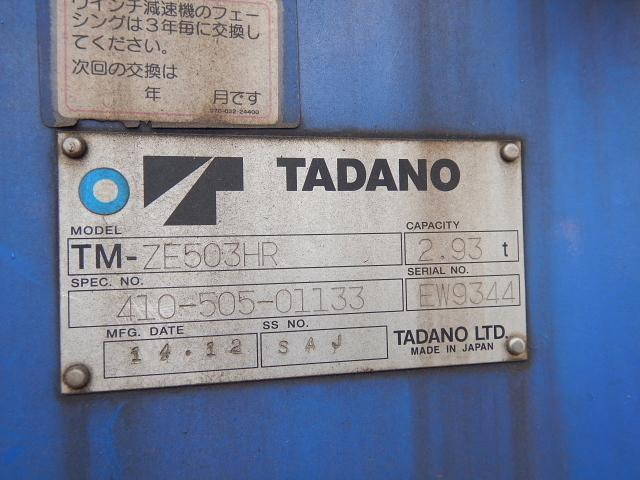 ウインチ減速機のフェー
シングは３年毎に交換し
てください。
次回の交換は
年 月です
TADANO
MODEL
TM-ZE503HR
CAPACITY
2.93 t
SPEC. NO.
410-505-01133
SERIAL NO.
EW9344
MFG. DATE
14.12
SS NO.
SAJ
TADANO LTD.
MADE IN JAPAN